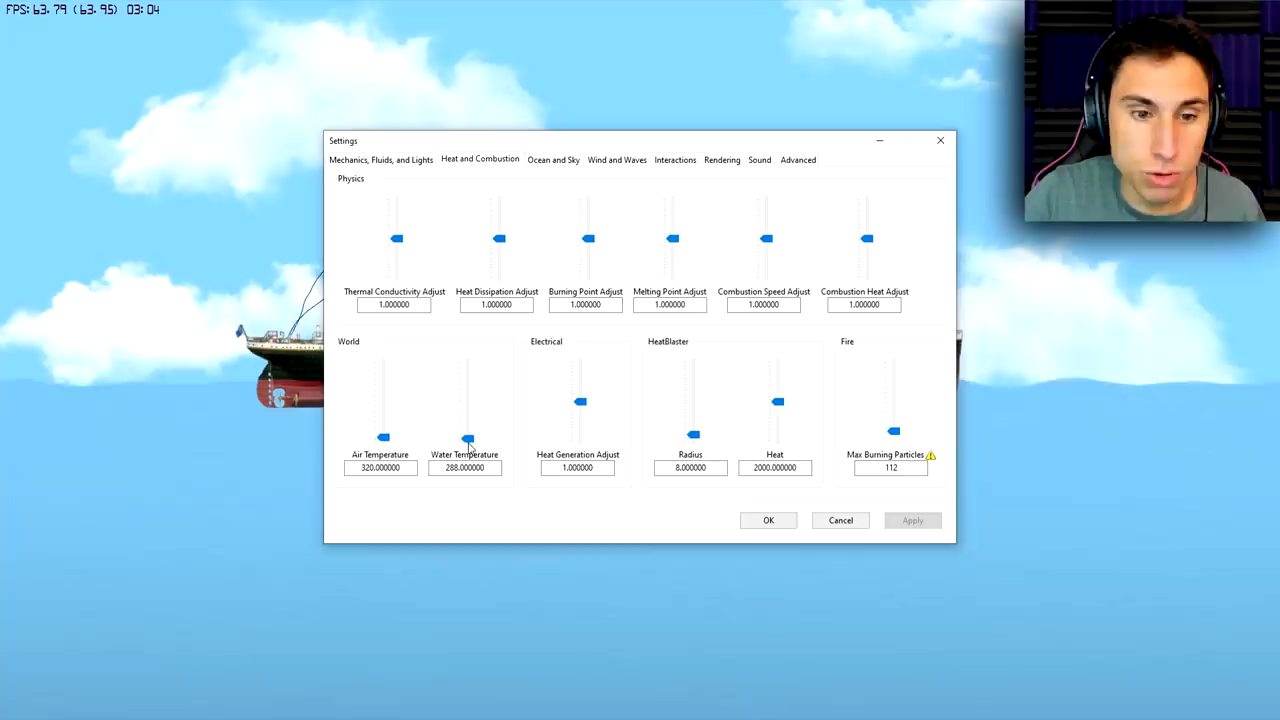 FPS: 63.79 (63.95) 03:04
Settings
Mechanics, Fluids, and Lights Heat and Combustion Ocean and Sky Wind and Waves Interactions Rendering Sound Advanced
Physics
Thermal Conductivity Adjust Heat Dissipation Adjust Burning Point Adjust Melting Point Adjust Combustion Speed Adjust Combustion Heat Adjust
1.000000 1.000000 1.000000 1.000000 1.000000 1.000000
World Electrical HeatBlaster Fire
Air Temperature Water Temperature Heat Generation Adjust Radius Heat Max Burning Particles
320.000000 288.000000 1.000000 8.000000 2000.000000 112
OK Cancel Apply